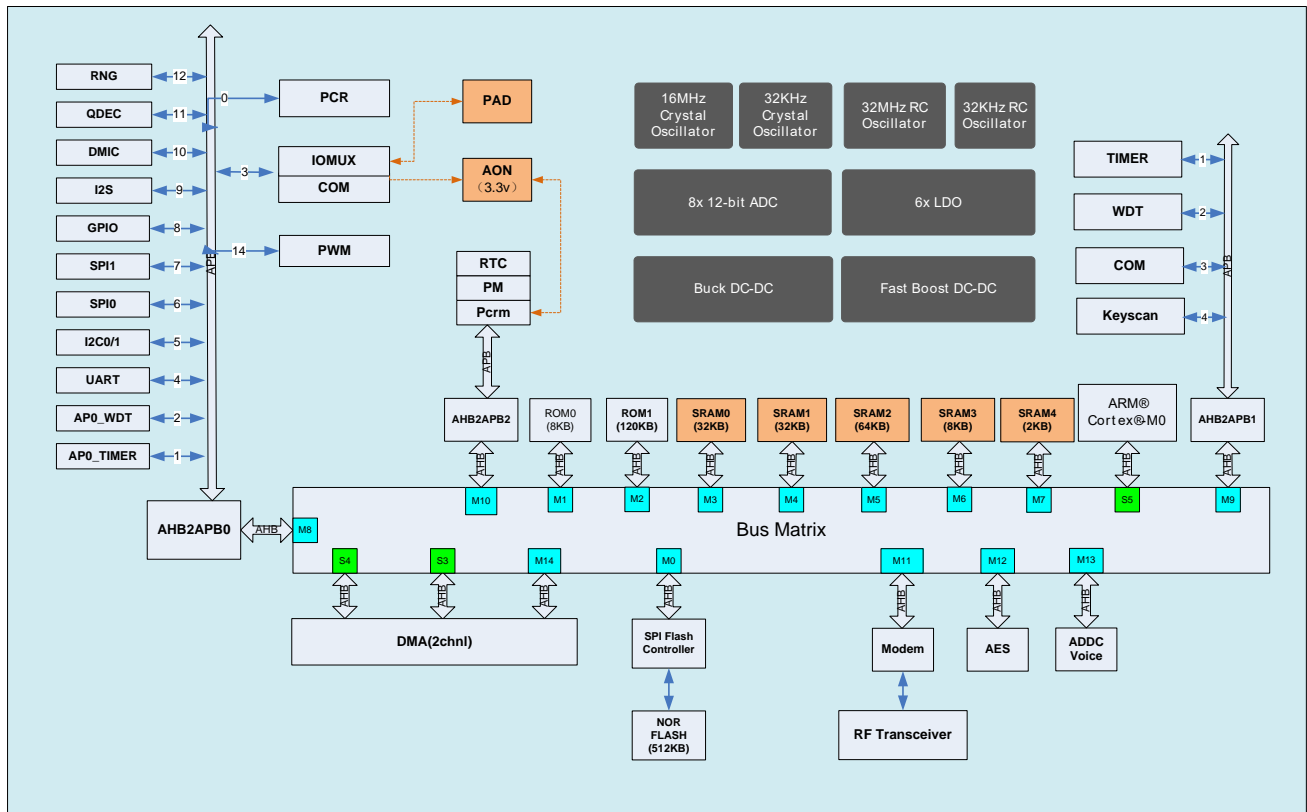 RNG
12
QDEC
11
DMIC
10
I2S
9
GPIO
8
SPI1
7
SPI0
6
I2C0/1
5
UART
4
AP0_WDT
2
AP0_TIMER
1
APB
0
PCR
3
IOMUX
COM
14
PWM
PAD
AON
（3.3v）
RTC
PM
Pcrm
APB
16MHz
Crystal
Oscillator
32KHz
Crystal
Oscillator
32MHz RC
Oscillator
32KHz RC
Oscillator
8x 12-bit ADC
6x LDO
Buck DC-DC
Fast Boost DC-DC
TIMER
1
WDT
2
COM
3
Keyscan
4
APB
AHB2APB2
ROM0
(8KB)
ROM1
(120KB)
SRAM0
(32KB)
SRAM1
(32KB)
SRAM2
(64KB)
SRAM3
(8KB)
SRAM4
(2KB)
ARM®
Cortex®-M0
AHB2APB1
AHB
AHB
AHB
AHB
AHB
AHB
AHB
AHB
AHB
AHB
M10
M1
M2
M3
M4
M5
M6
M7
S5
M9
AHB2APB0
AHB
M8
Bus Matrix
S4
S3
M14
M0
M11
M12
M13
AHB
AHB
AHB
AHB
AHB
AHB
AHB
DMA(2chnl)
SPI Flash
Controller
Modem
AES
ADDC
Voice
NOR
FLASH
(512KB)
RF Transceiver